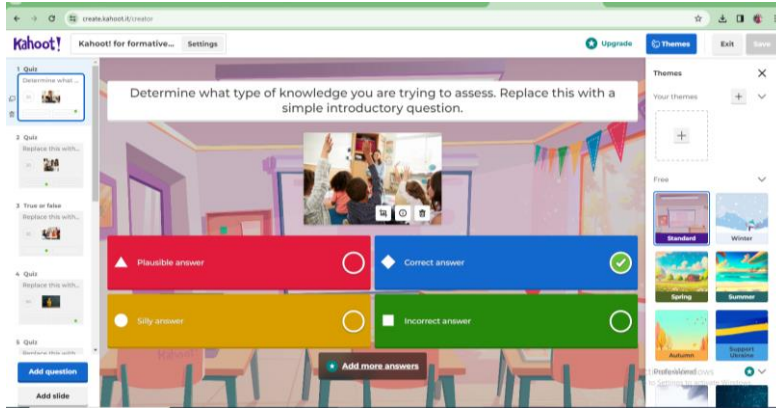 create.kahoot.it/creator
Kahoot!
Kahoot! for formative...
Settings
Upgrade
Themes
Exit
Save
1 Quiz
Determine what ...
2 Quiz
Replace this with...
3 True or false
Replace this with...
4 Quiz
Replace this with...
5 Quiz
Replace this with...
Add question
Add slide
Determine what type of knowledge you are trying to assess. Replace this with a
simple introductory question.
Plausible answer
Correct answer
Silly answer
Incorrect answer
Add more answers
Themes
Your themes
Free
Standard
Winter
Spring
Summer
Autumn
Support
Ukraine
Professional